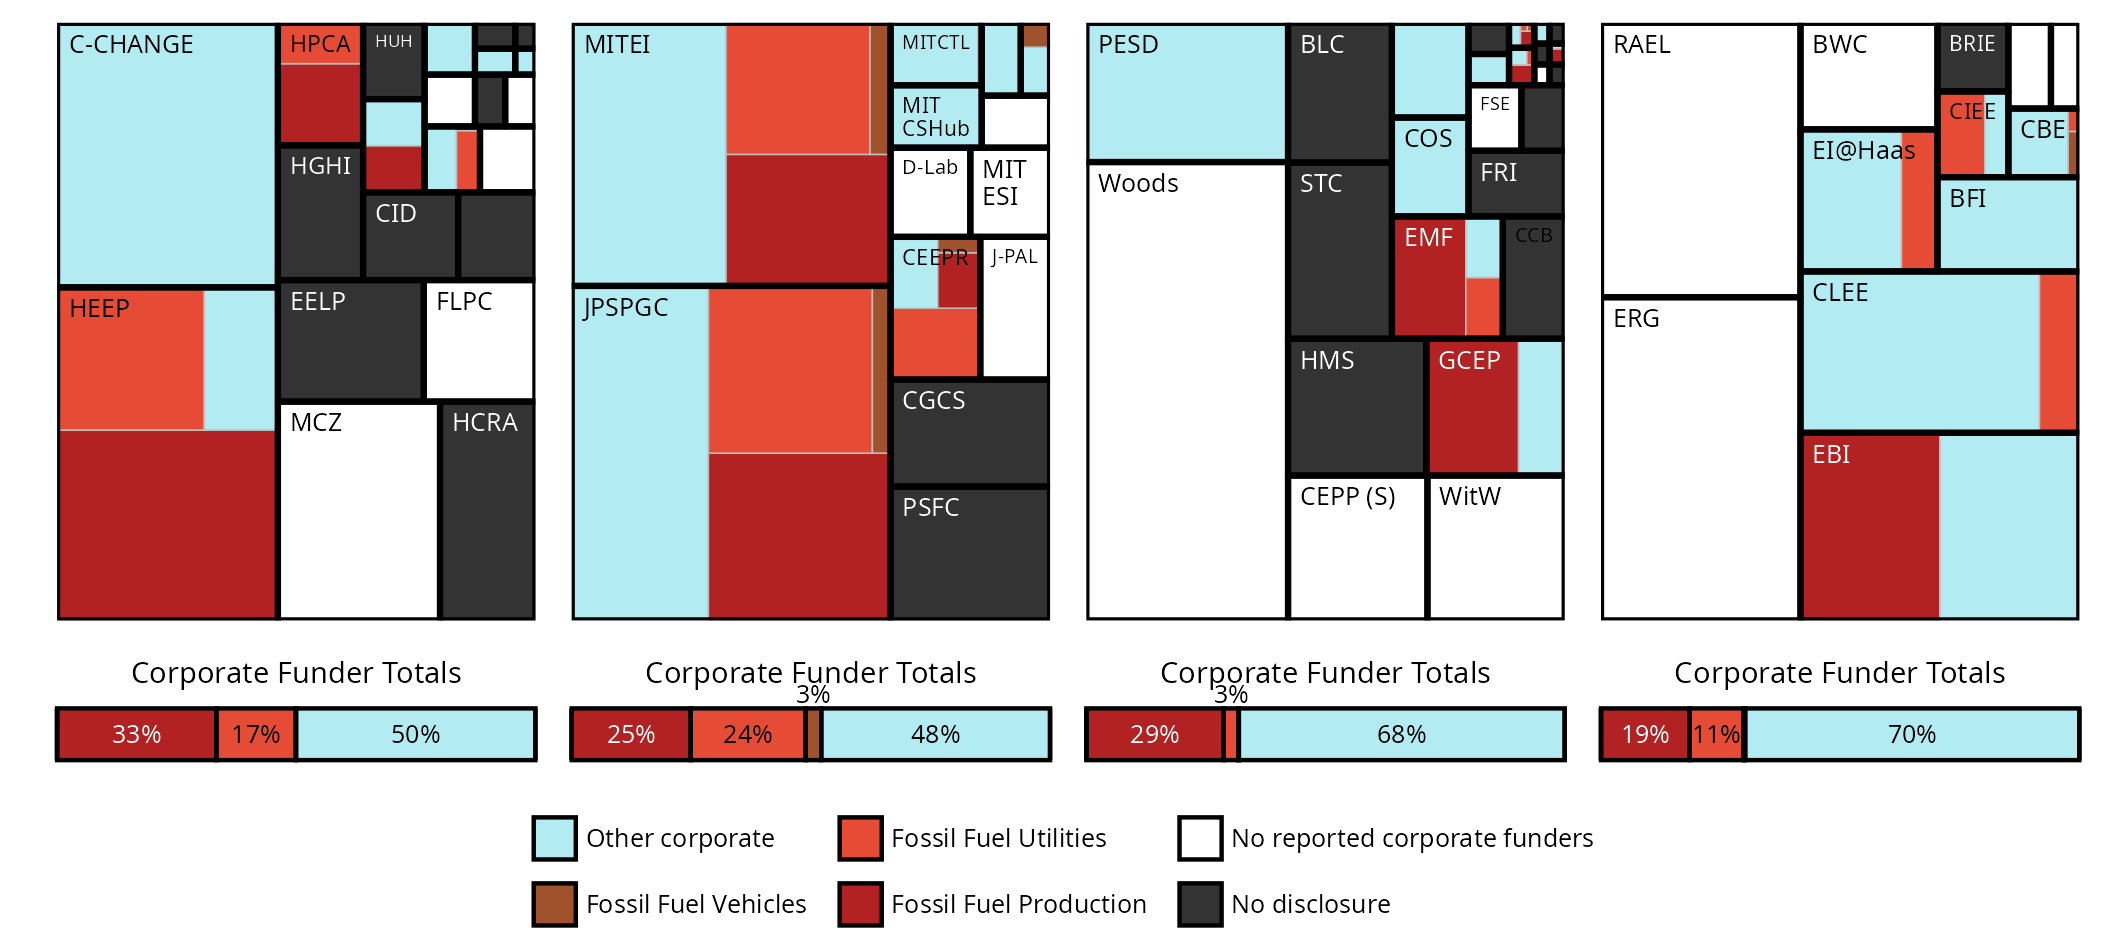 C-CHANGE
HPCA
HUH
HGHI
CID
HEEP
EELP
FLPC
MCZ
HCRA
MITEI
MITCTL
MIT
CSHub
D-Lab
MIT
ESI
CEEPR
J-PAL
JPSPGC
CGCS
PSFC
PESD
BLC
FSE
COS
FRI
Woods
STC
EMF
CCB
HMS
GCEP
CEPP (S)
WitW
RAEL
BWC
BRIE
CIEE
CBE
EI@Haas
BFI
CLEE
ERG
EBI
Corporate Funder Totals
33%
17%
50%
Corporate Funder Totals
3%
25%
24%
48%
Corporate Funder Totals
3%
29%
68%
Corporate Funder Totals
19%
11%
70%
Other corporate
Fossil Fuel Utilities
No reported corporate funders
Fossil Fuel Vehicles
Fossil Fuel Production
No disclosure